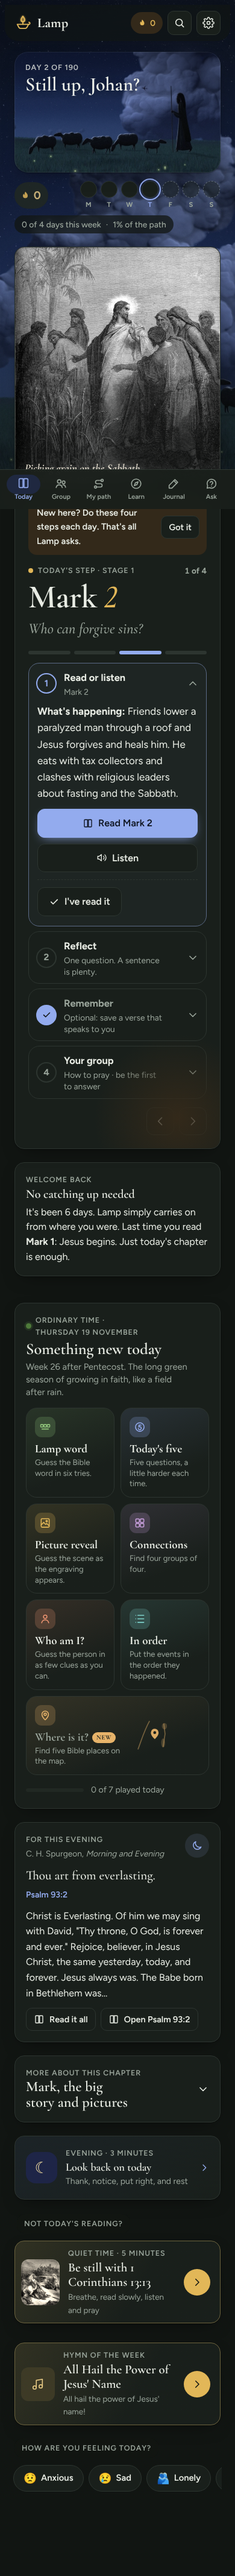 Lamp
0
DAY 2 OF 190
Still up, Johan?
0
M T W T F S S
0 of 4 days this week · 1% of the path
Picking grain on the Sabbath
Today Group My path Learn Journal Ask
New here? Do these four
steps each day. That's all
Lamp asks.
Got it
TODAY'S STEP · STAGE 1
1 of 4
Mark 2
Who can forgive sins?
1
Read or listen
Mark 2
What's happening: Friends lower a
paralyzed man through a roof and
Jesus forgives and heals him. He
eats with tax collectors and
clashes with religious leaders
about fasting and the Sabbath.
Read Mark 2
Listen
I've read it
2
Reflect
One question. A sentence
is plenty.
Remember
Optional: save a verse that
speaks to you
4
Your group
How to pray · be the first
to answer
WELCOME BACK
No catching up needed
It's been 6 days. Lamp simply carries on
from where you were. Last time you read
Mark 1: Jesus begins. Just today's chapter
is enough.
ORDINARY TIME ·
THURSDAY 19 NOVEMBER
Something new today
Week 26 after Pentecost. The long green
season of growing in faith, like a field
after rain.
Lamp word
Guess the Bible
word in six tries.
Today's five
Five questions, a
little harder each
time.
Picture reveal
Guess the scene as
the engraving
appears.
Connections
Find four groups of
four.
Who am I?
Guess the person in
as few clues as you
can.
In order
Put the events in
the order they
happened.
Where is it? NEW
Find five Bible places on
the map.
0 of 7 played today
FOR THIS EVENING
C. H. Spurgeon, Morning and Evening
Thou art from everlasting.
Psalm 93:2
Christ is Everlasting. Of him we may sing
with David, "Thy throne, O God, is forever
and ever." Rejoice, believer, in Jesus
Christ, the same yesterday, today, and
forever. Jesus always was. The Babe born
in Bethlehem was...
Read it all
Open Psalm 93:2
MORE ABOUT THIS CHAPTER
Mark, the big
story and pictures
EVENING · 3 MINUTES
Look back on today
Thank, notice, put right, and rest
NOT TODAY'S READING?
QUIET TIME · 5 MINUTES
Be still with 1
Corinthians 13:13
Breathe, read slowly, listen
and pray
HYMN OF THE WEEK
All Hail the Power of
Jesus' Name
All hail the power of Jesus'
name!
HOW ARE YOU FEELING TODAY?
Anxious
Sad
Lonely